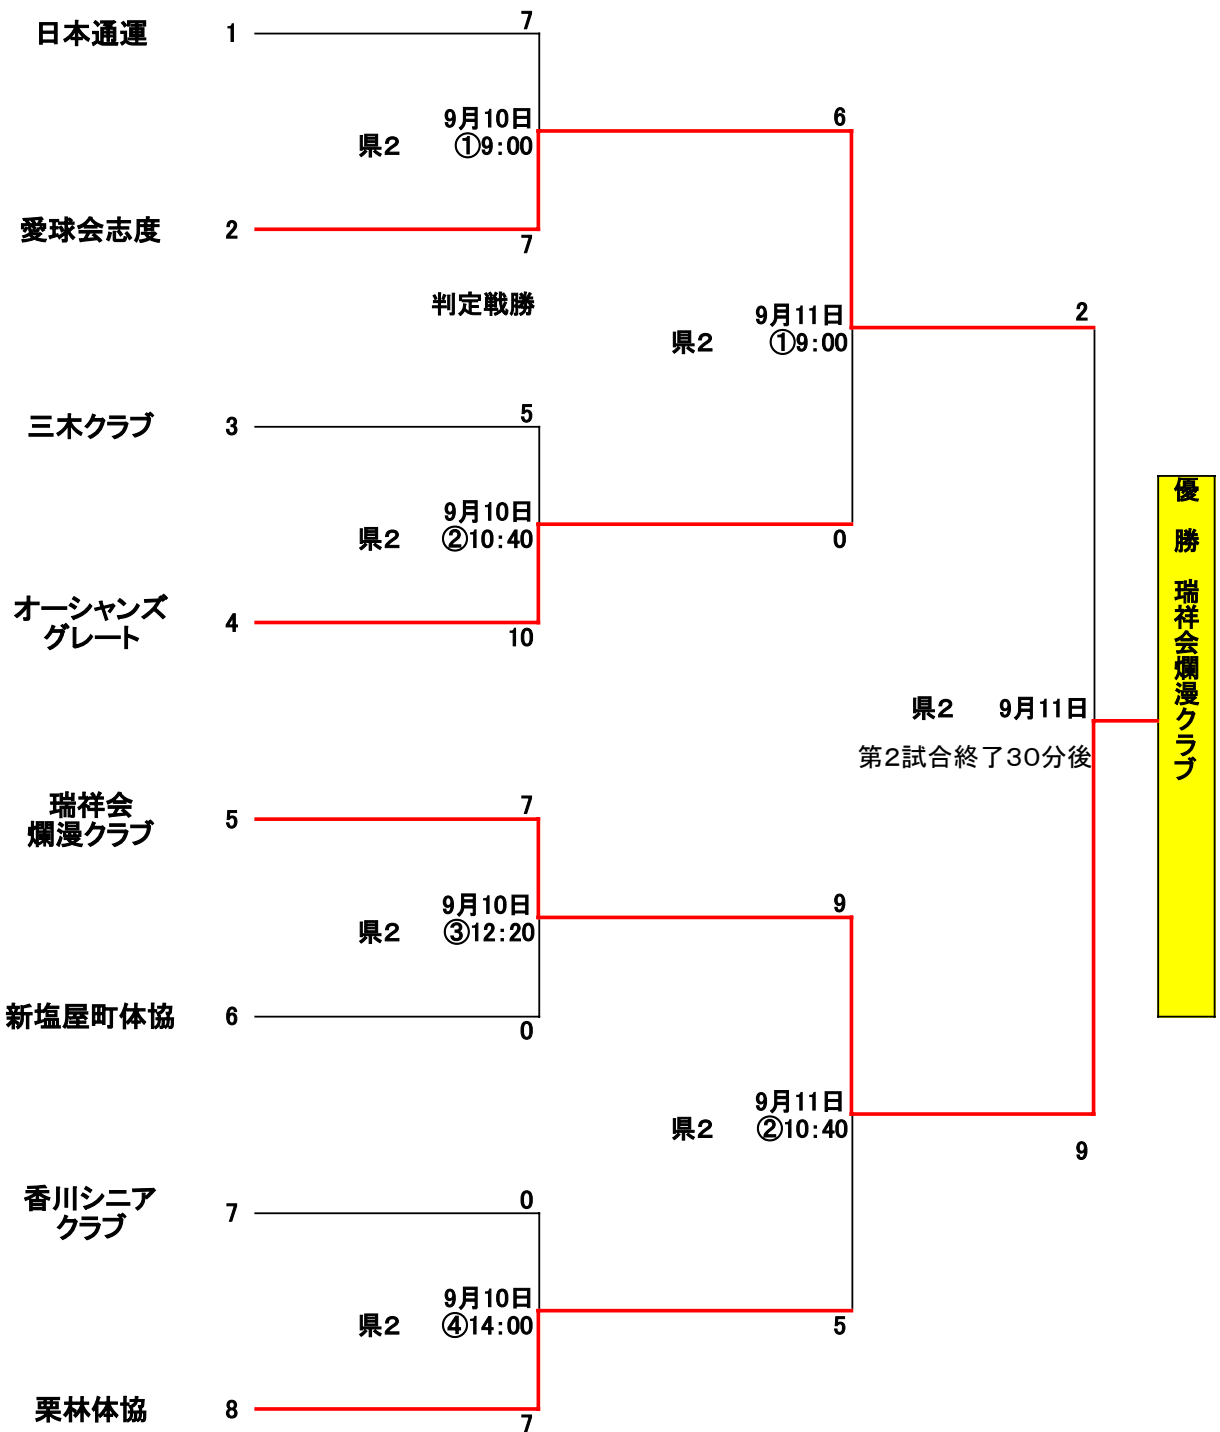 日本通運 1 7
9月10日
県2 ①9:00
6
愛球会志度 2
7
判定戦勝
9月11日
県2 ①9:00
2
三木クラブ 3 5
9月10日
県2 ②10:40
0
オーシャンズ
グレート
4
10
県2 9月11日
第2試合終了30分後
優勝 瑞祥会爛漫クラブ
瑞祥会
爛漫クラブ
5 7
9月10日
県2 ③12:20
9
新塩屋町体協 6
0
9月11日
県2 ②10:40
9
香川シニア
クラブ
7 0
9月10日
県2 ④14:00
5
栗林体協 8
7